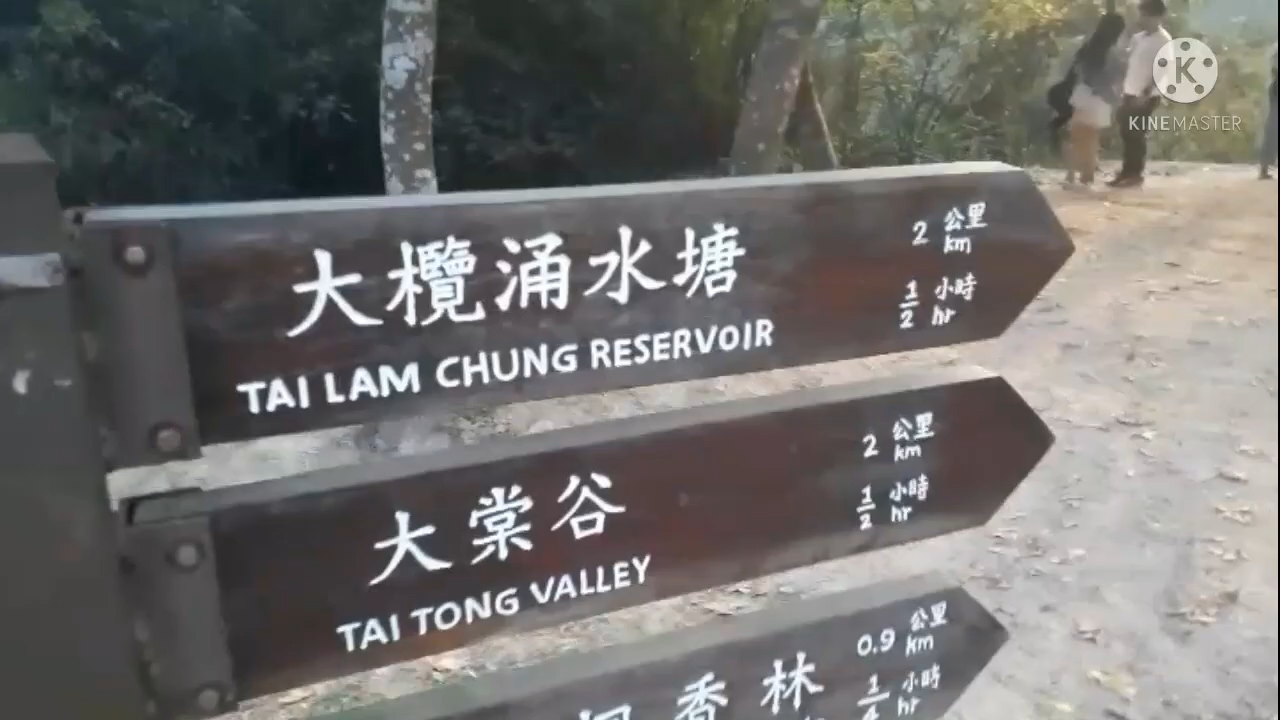 大欖涌水塘
TAI LAM CHUNG RESERVOIR
2 公里
km
1/2 小時
hr
大棠谷
TAI TONG VALLEY
2 公里
km
1/2 小時
hr
楓香林
0.9 公里
km
1/4 小時
hr
K
KINEMASTER